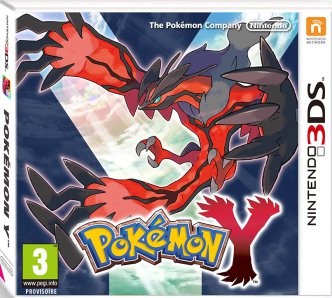 The Pokémon Company Nintendo
NINTENDO
NETWORK
NINTENDO 3DS
POKÉMON Y
POKÉMON
Y
3
www.pegi.info
PROVISOIRE